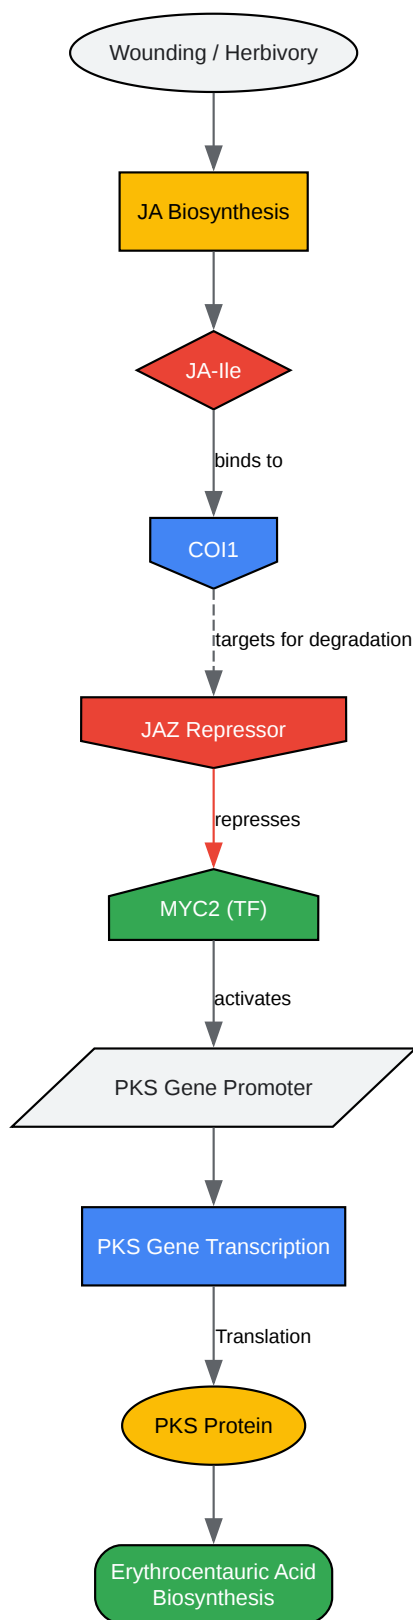 Wounding / Herbivory
JA Biosynthesis
JA-Ile
binds to
COI1
targets for degradation
JAZ Repressor
represses
MYC2 (TF)
activates
PKS Gene Promoter
PKS Gene Transcription
Translation
PKS Protein
Erythrocentauric Acid
Biosynthesis